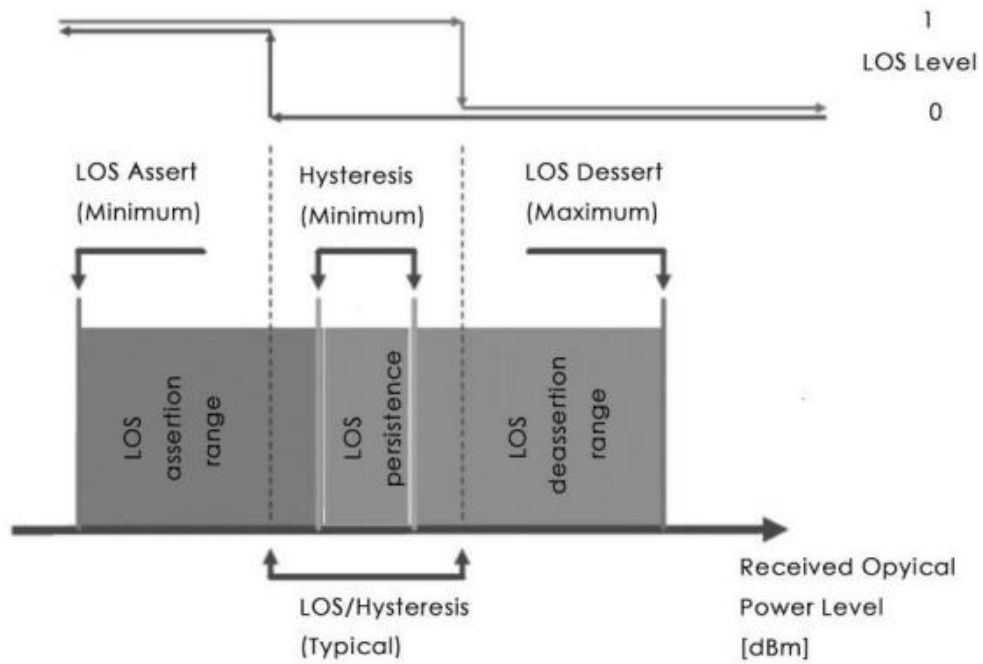 1
LOS Level
0
LOS Assert
(Minimum)
Hysteresis
(Minimum)
LOS Dessert
(Maximum)
LOS
assertion
range
LOS
persistence
LOS
deassertion
range
LOS/Hysteresis
(Typical)
Received Opyical
Power Level
[dBm]